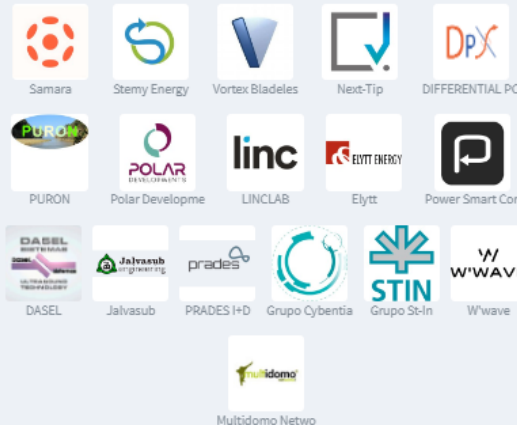 Samara
Stemy Energy
Vortex Bladeles
Next-Tip
DPX
DIFFERENTIAL PO
PURON
PURON
POLAR
DEVELOPMENTS
Polar Developme
linc
LINCLAB
ELYTT ENERGY
Elytt
Power Smart Con
DASEL
SISTEMAS
ULTRASOUND
TECHNOLOGY
DASEL
Jalvasub
engineering
Jalvasub
prades
PRADES I+D
Grupo Cybentia
STIN
Grupo St-In
W'WAV
W'wave
multidomo
Multidomo Netwo